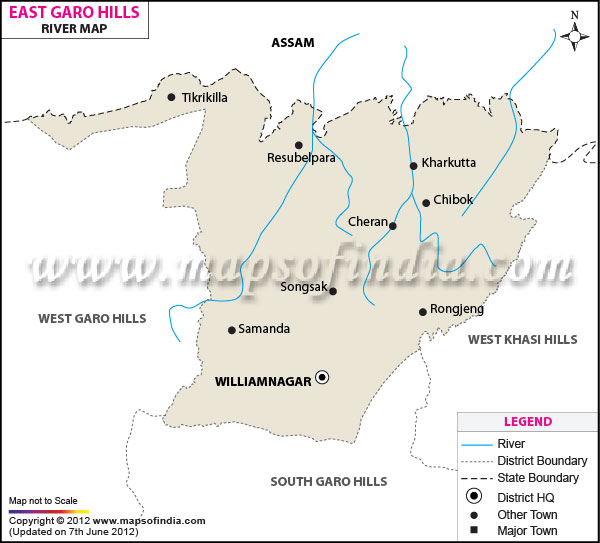 EAST GARO HILLS
RIVER MAP
ASSAM
N
Tikrikilla
Resubelpara
Kharkutta
Chibok
Cheran
www.mapsofindia.com
Songsak
Rongjeng
WEST GARO HILLS
Samanda
WEST KHASI HILLS
WILLIAMNAGAR
SOUTH GARO HILLS
LEGEND
River
District Boundary
State Boundary
District HQ
Other Town
Major Town
Map not to Scale
Copyright © 2012 www.mapsofindia.com
(Updated on 7th June 2012)